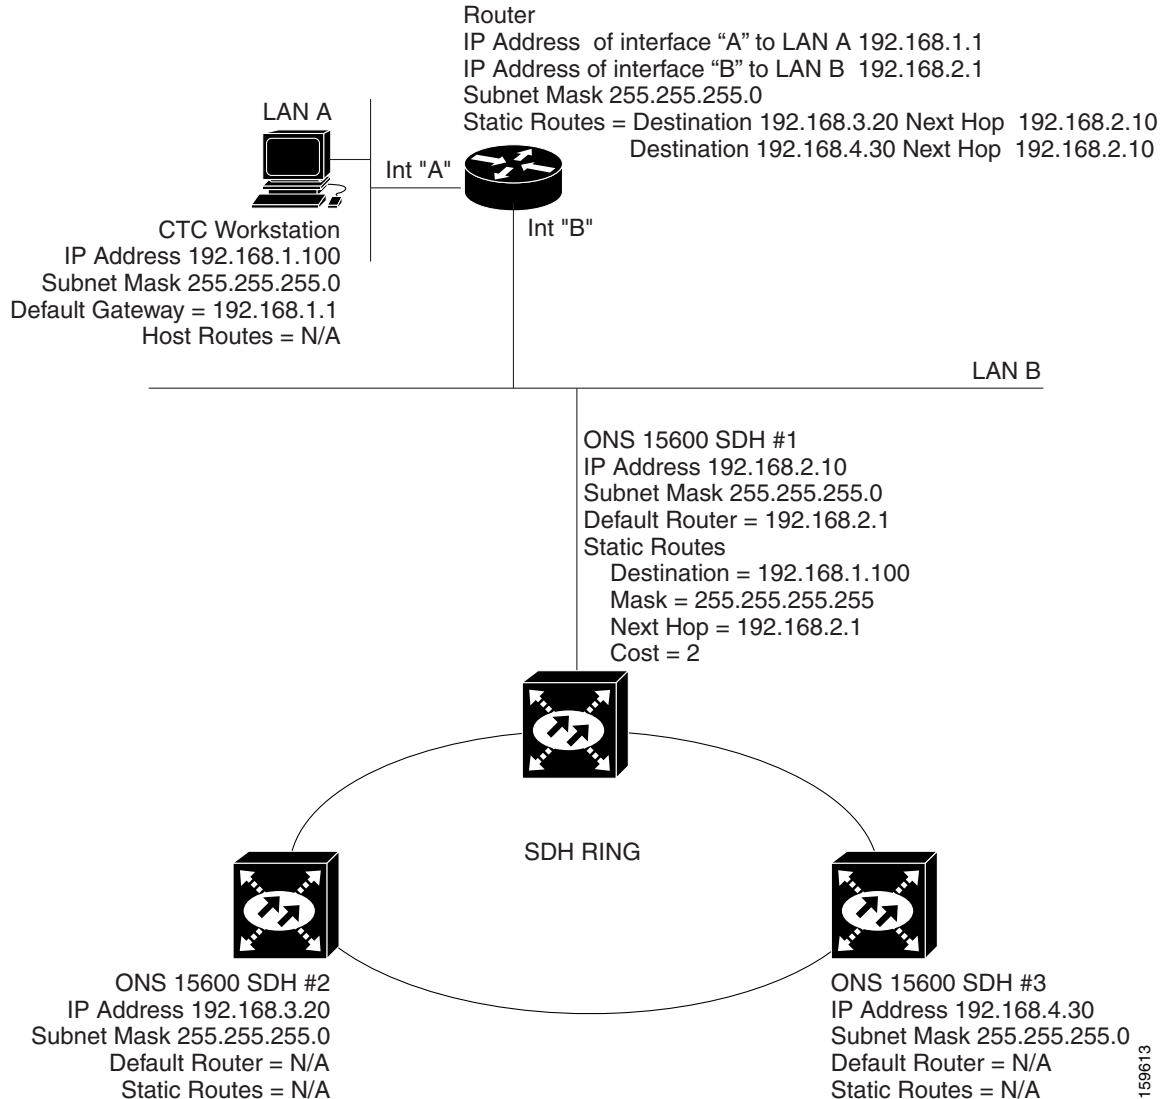 Router
IP Address of interface “A” to LAN A 192.168.1.1
IP Address of interface “B” to LAN B 192.168.2.1
Subnet Mask 255.255.255.0
Static Routes = Destination 192.168.3.20 Next Hop 192.168.2.10
Destination 192.168.4.30 Next Hop 192.168.2.10
LAN A
Int "A"
Int "B"
CTC Workstation
IP Address 192.168.1.100
Subnet Mask 255.255.255.0
Default Gateway = 192.168.1.1
Host Routes = N/A
LAN B
ONS 15600 SDH #1
IP Address 192.168.2.10
Subnet Mask 255.255.255.0
Default Router = 192.168.2.1
Static Routes
Destination = 192.168.1.100
Mask = 255.255.255.255
Next Hop = 192.168.2.1
Cost = 2
SDH RING
ONS 15600 SDH #2
IP Address 192.168.3.20
Subnet Mask 255.255.255.0
Default Router = N/A
Static Routes = N/A
ONS 15600 SDH #3
IP Address 192.168.4.30
Subnet Mask 255.255.255.0
Default Router = N/A
Static Routes = N/A
159613